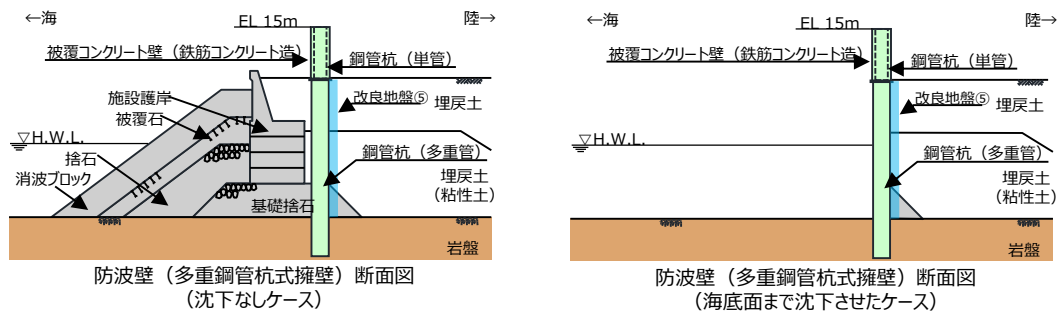 ←海
陸→
EL 15m
被覆コンクリート壁（鉄筋コンクリート造）
鋼管杭（単管）
改良地盤⑤
埋戻土
施設護岸
被覆石
▽H.W.L.
捨石
消波ブロック
鋼管杭（多重管）
埋戻土
（粘性土）
基礎捨石
岩盤
防波壁（多重鋼管杭式擁壁）断面図
（沈下なしケース）
←海
陸→
EL 15m
被覆コンクリート壁（鉄筋コンクリート造）
鋼管杭（単管）
改良地盤⑤
埋戻土
▽H.W.L.
鋼管杭（多重管）
埋戻土
（粘性土）
岩盤
防波壁（多重鋼管杭式擁壁）断面図
（海底面まで沈下させたケース）